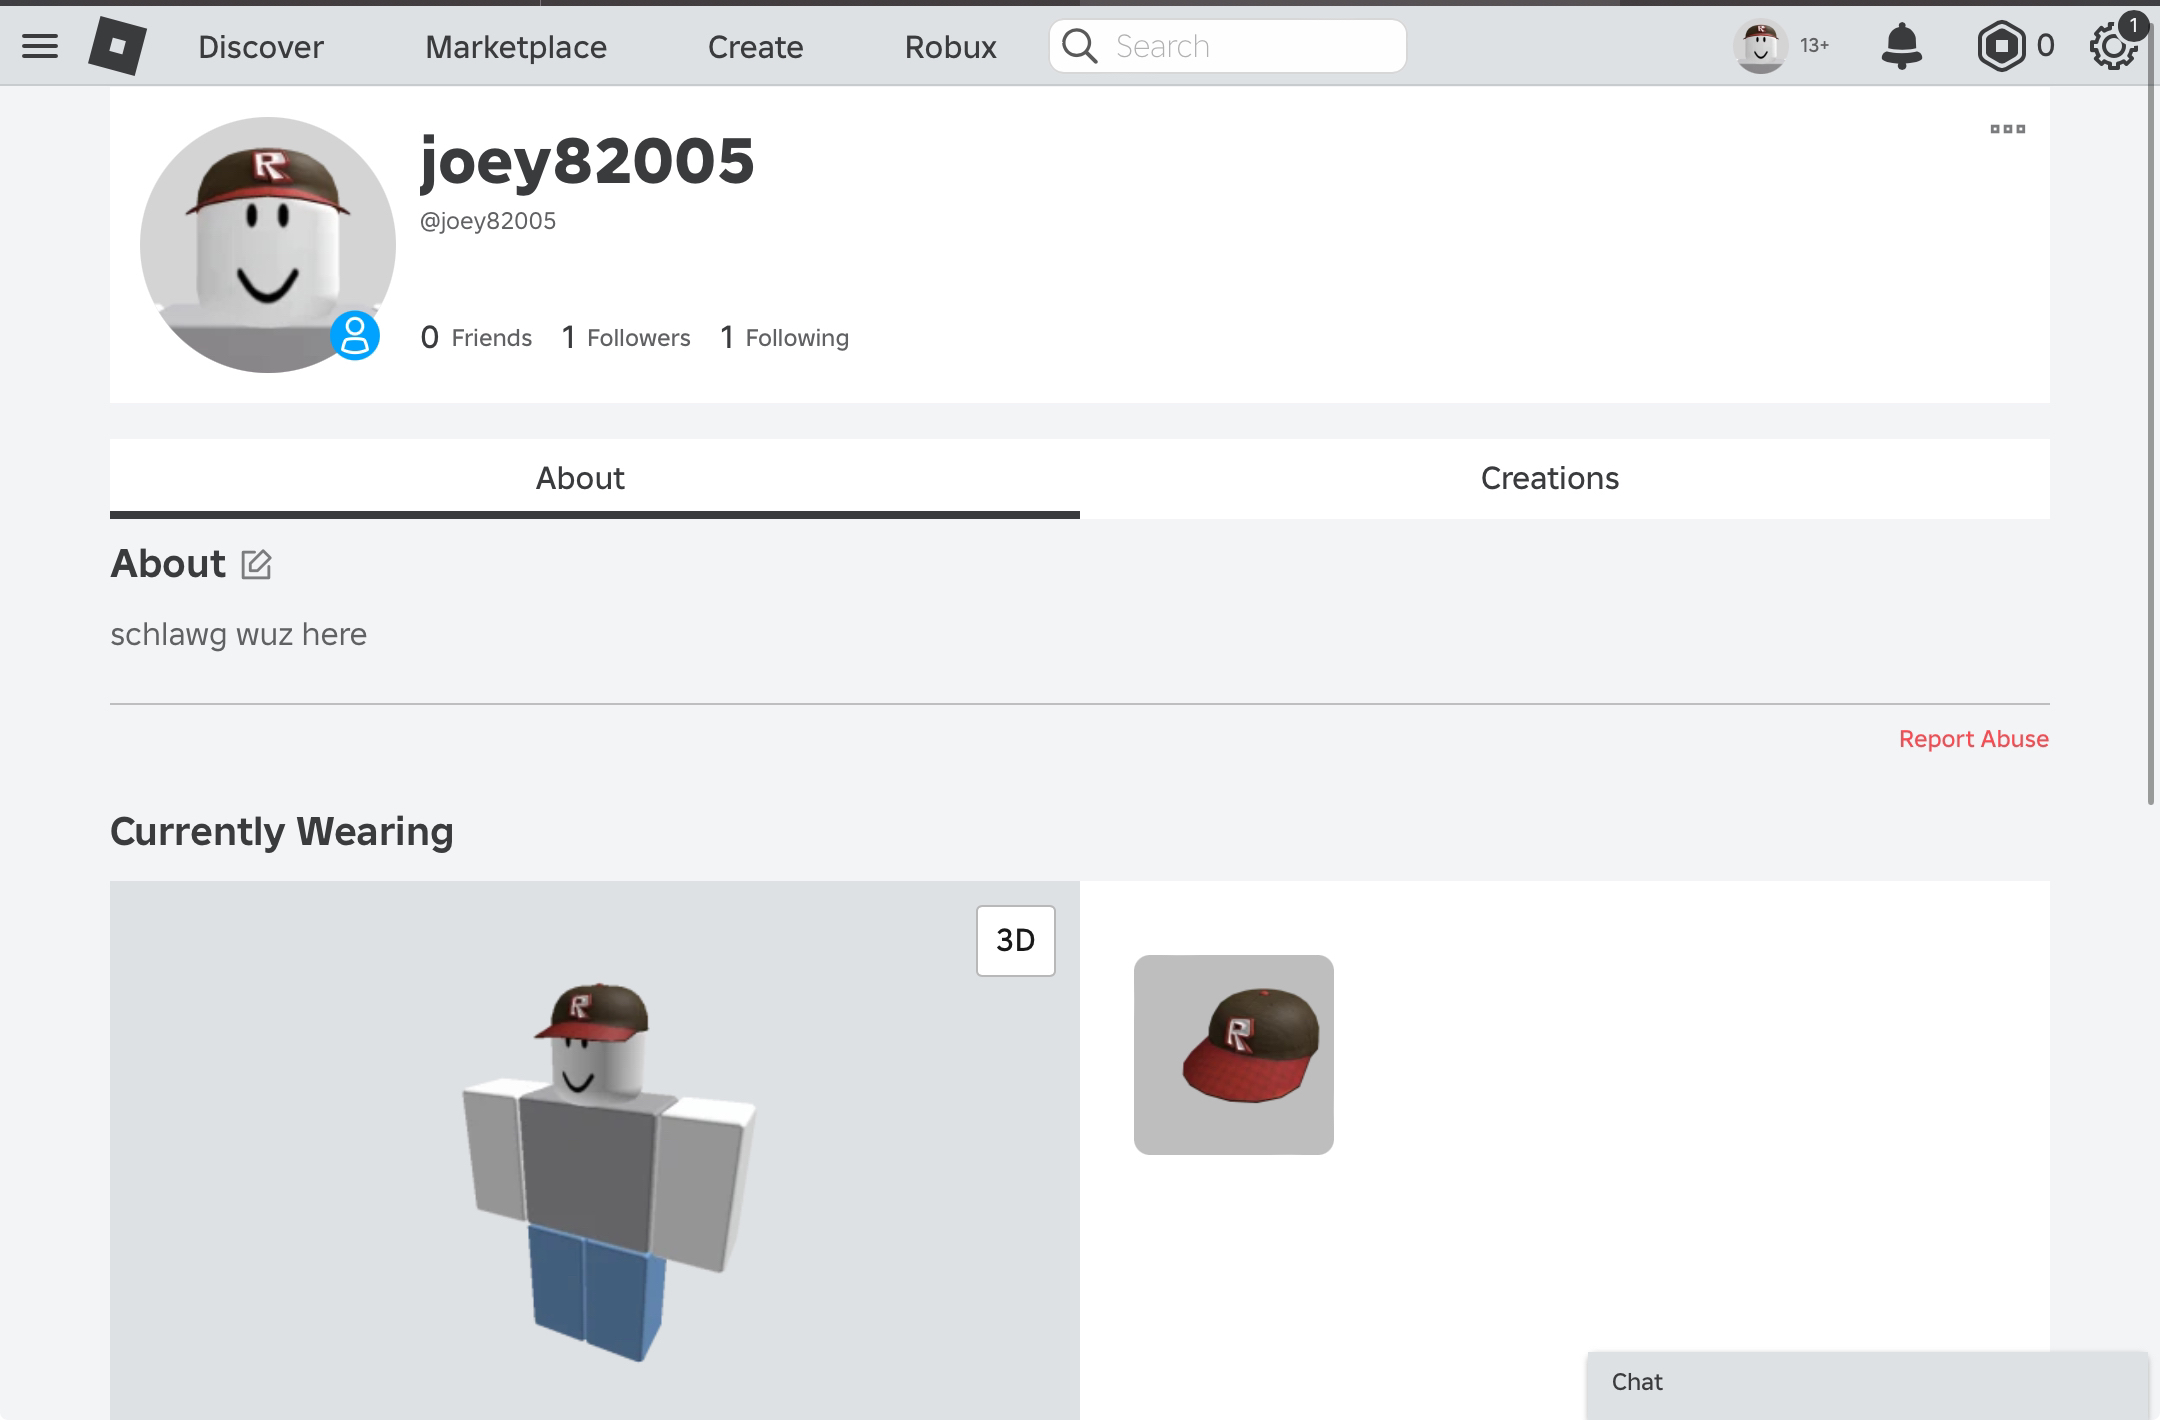 Discover Marketplace Create Robux Search 13+ 0 1
joey82005
@joey82005
0 Friends 1 Followers 1 Following
About Creations
About
schlawg wuz here
Report Abuse
Currently Wearing
3D
R
R
R
Chat